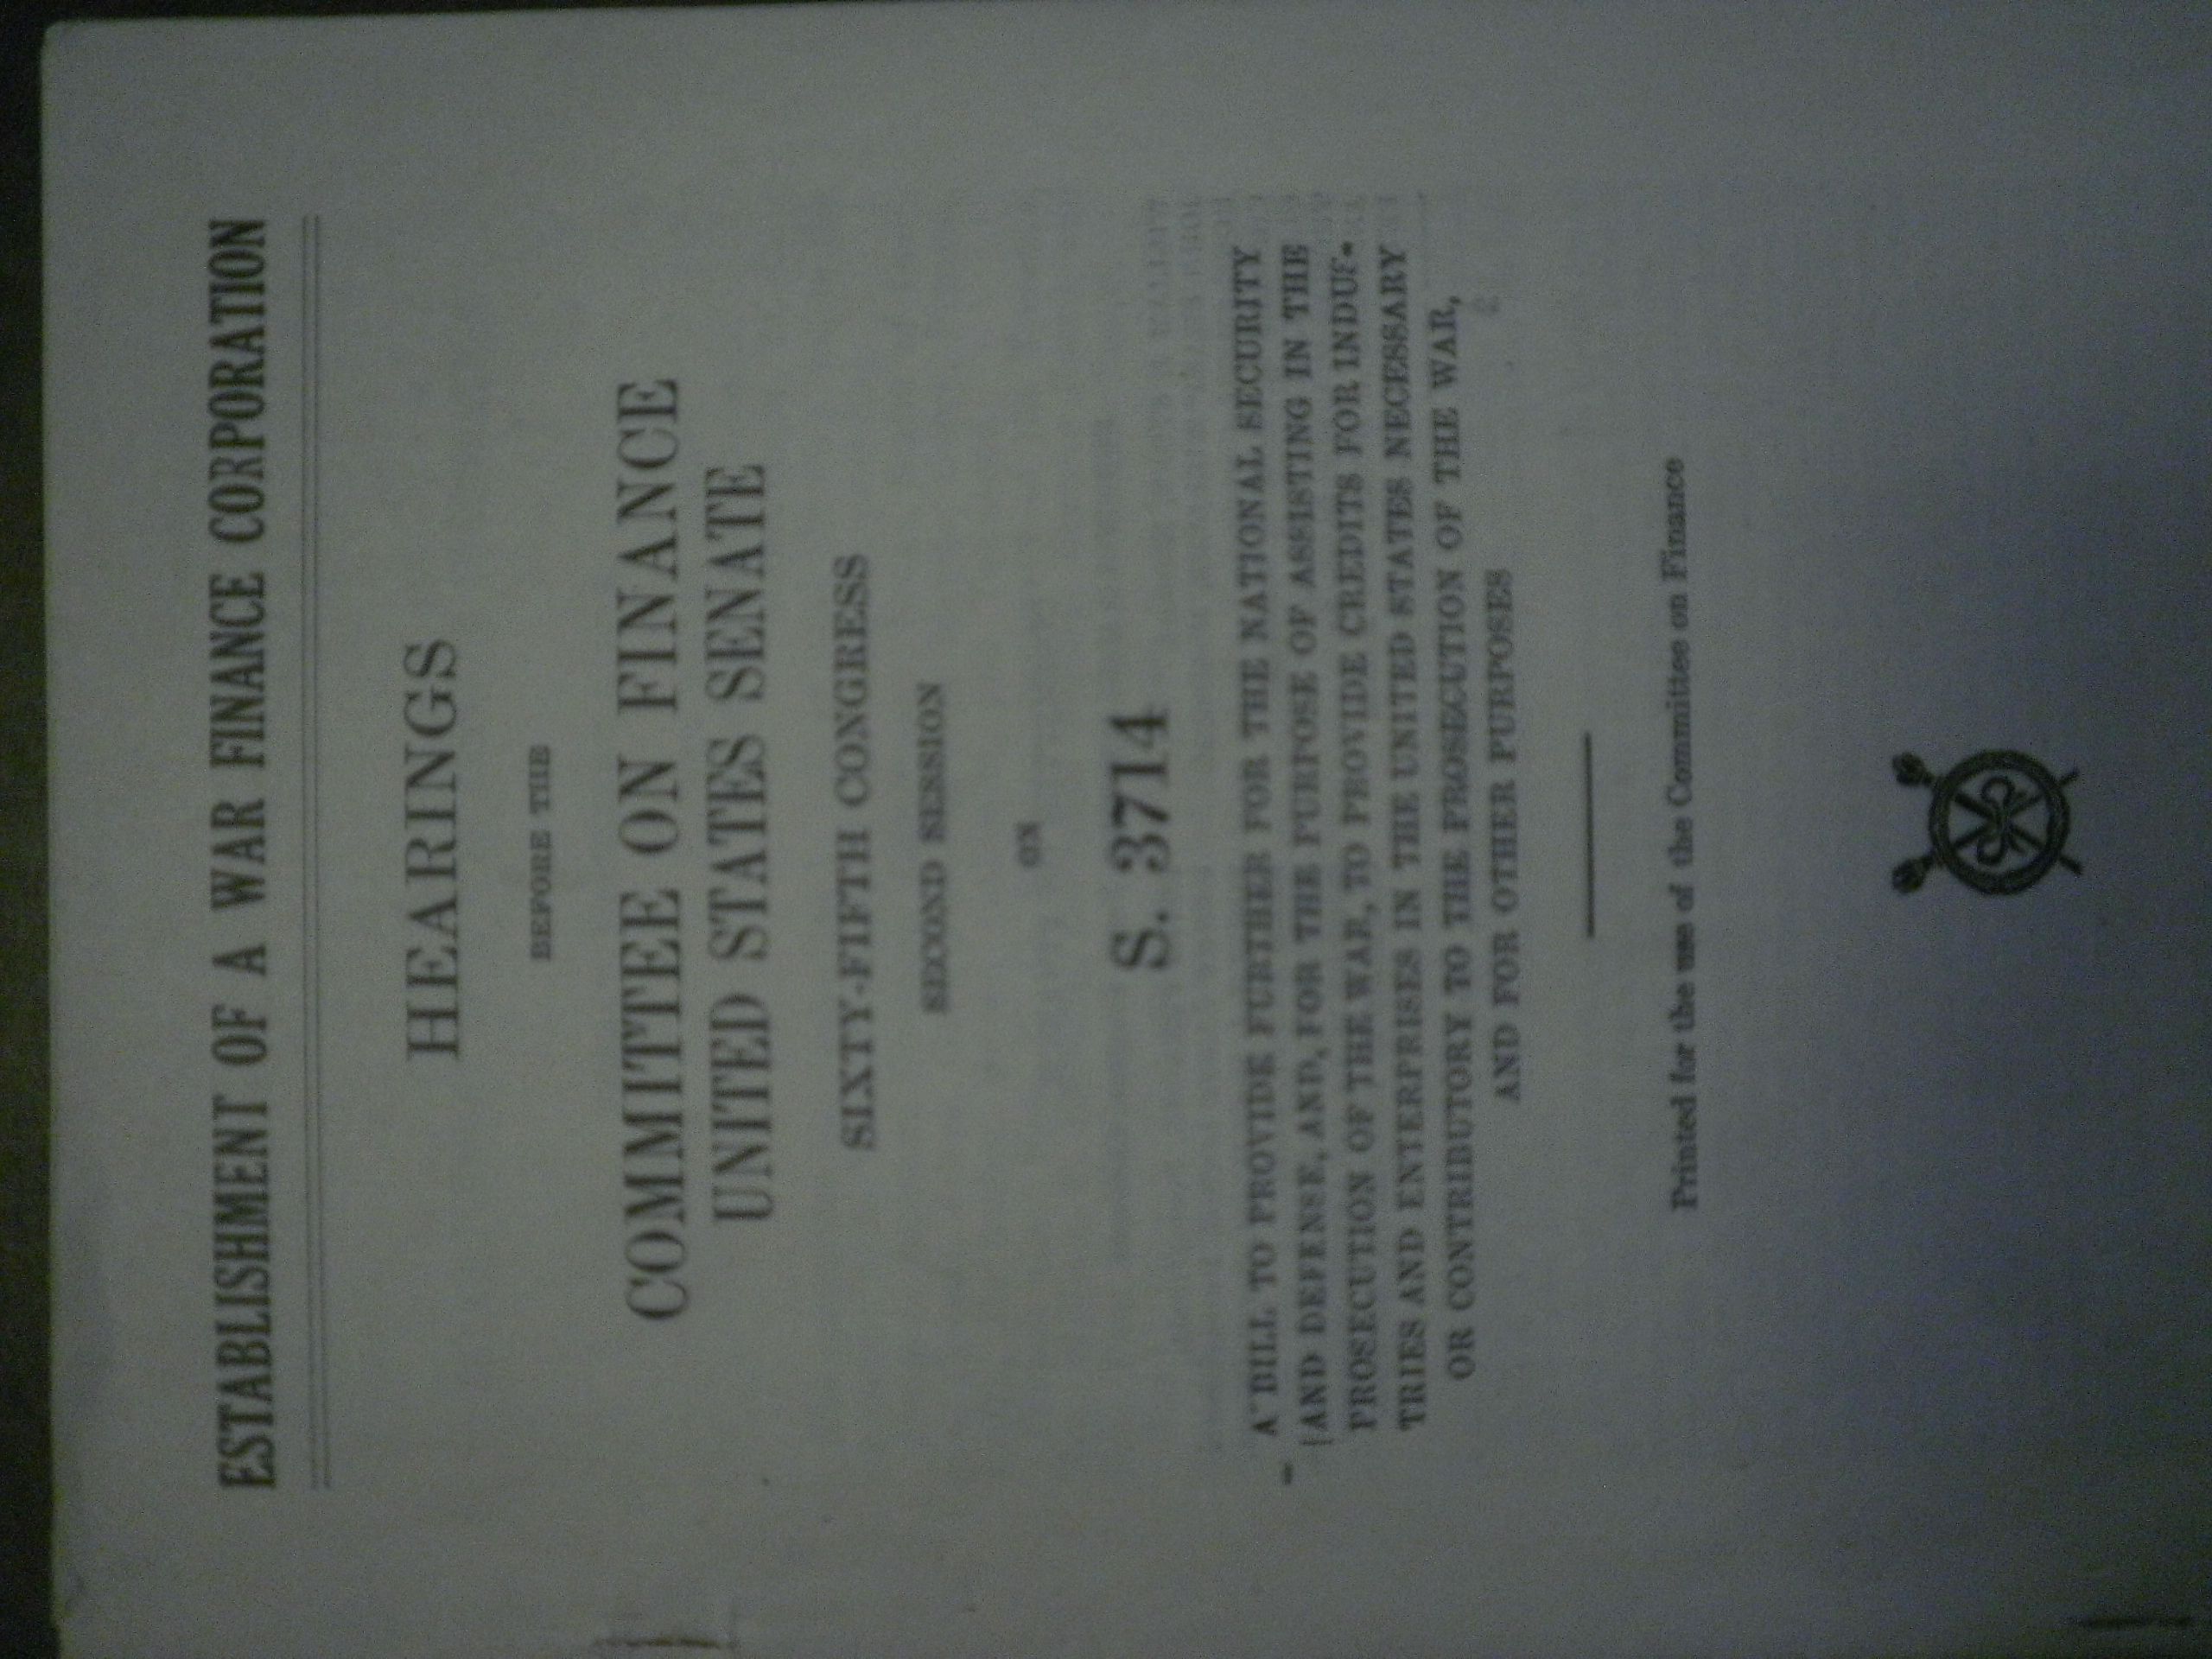 ESTABLISHMENT OF A WAR FINANCE CORPORATION
HEARINGS
BEFORE THE
COMMITTEE ON FINANCE
UNITED STATES SENATE
SIXTY-FIFTH CONGRESS
SECOND SESSION
ON
S. 3714
A BILL TO PROVIDE FURTHER FOR THE NATIONAL SECURITY
AND DEFENSE, AND, FOR THE PURPOSE OF ASSISTING IN THE
PROSECUTION OF THE WAR, TO PROVIDE CREDITS FOR INDUF-
TRIES AND ENTERPRISES IN THE UNITED STATES NECESSARY
OR CONTRIBUTORY TO THE PROSECUTION OF THE WAR,
AND FOR OTHER PURPOSES
Printed for the use of the Committee on Finance